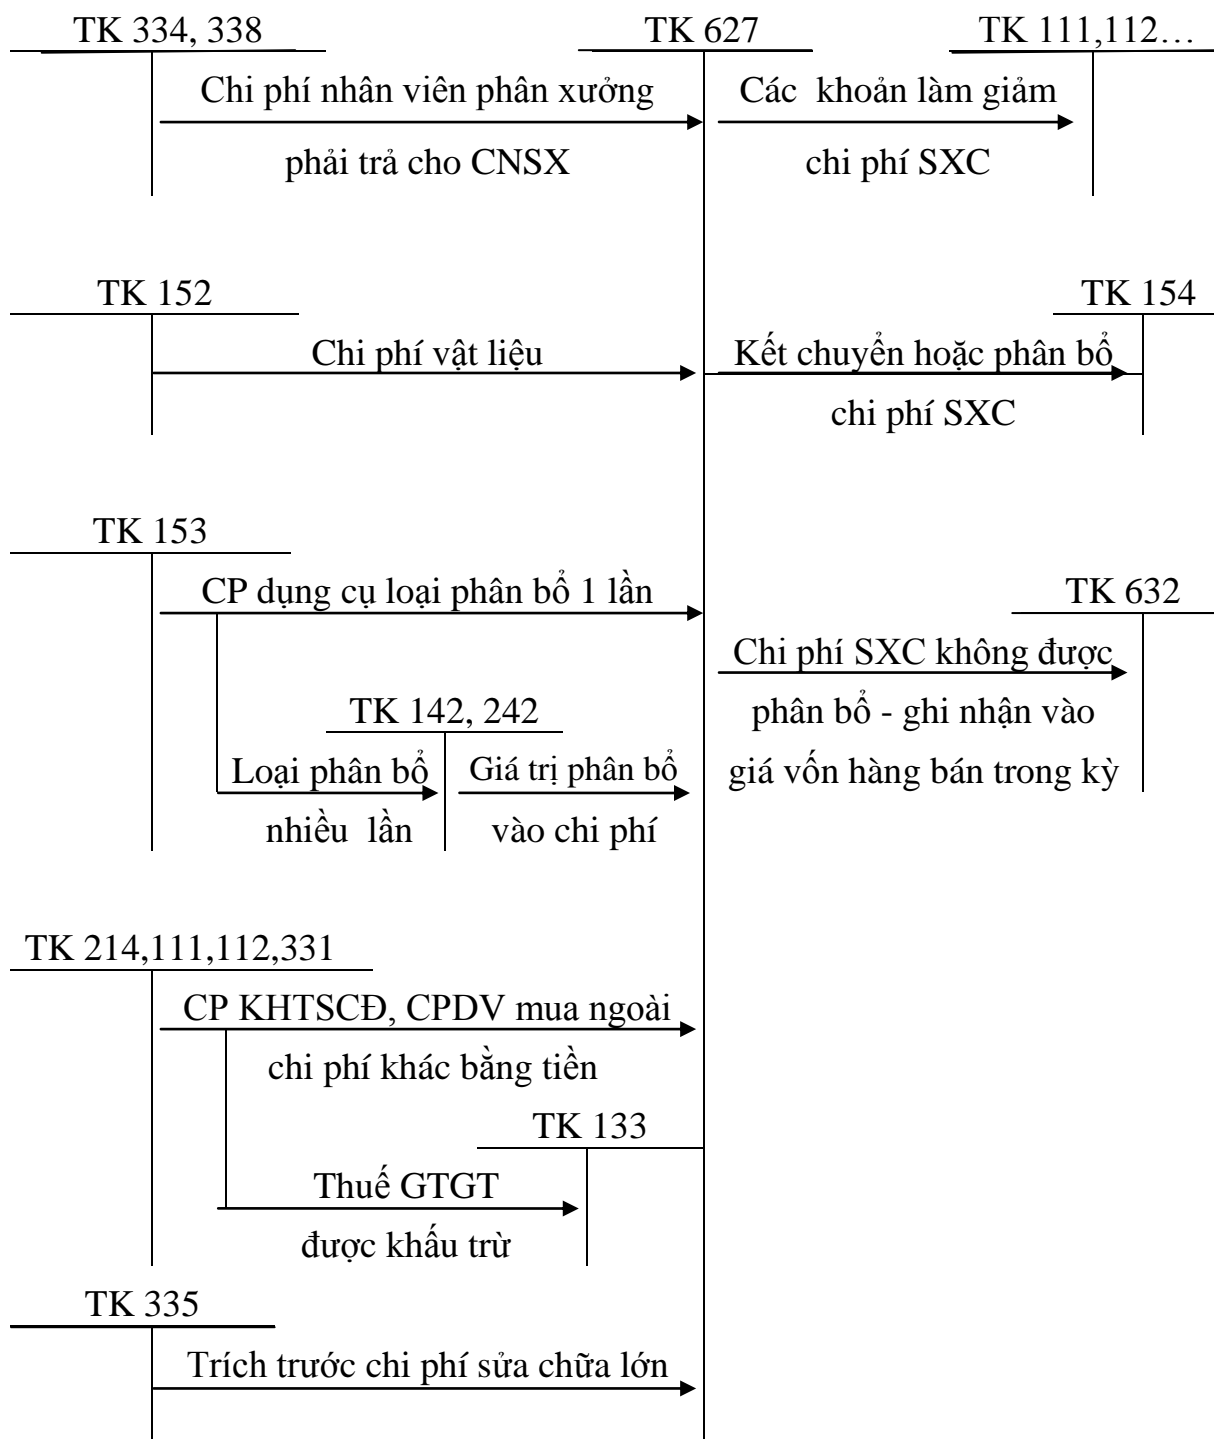 TK 334, 338
TK 627
TK 111,112…
Chi phí nhân viên phân xưởng
Các khoản làm giảm
phải trả cho CNSX
chi phí SXC
TK 152
TK 154
Chi phí vật liệu
Kết chuyển hoặc phân bổ
chi phí SXC
TK 153
CP dụng cụ loại phân bổ 1 lần
TK 632
Chi phí SXC không được
phân bổ - ghi nhận vào
giá vốn hàng bán trong kỳ
TK 142, 242
Loại phân bổ
nhiều lần
Giá trị phân bổ
vào chi phí
TK 214,111,112,331
CP KHTSCĐ, CPDV mua ngoài
chi phí khác bằng tiền
TK 133
Thuế GTGT
được khấu trừ
TK 335
Trích trước chi phí sửa chữa lớn